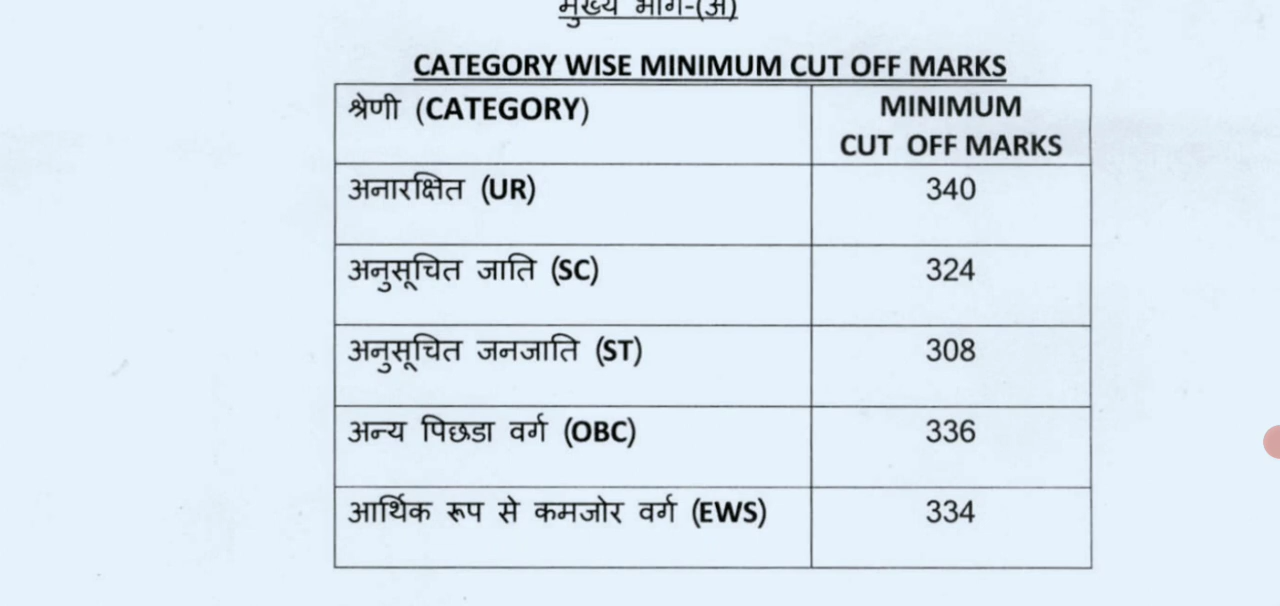 मुख्य भाग-(अ)
CATEGORY WISE MINIMUM CUT OFF MARKS
श्रेणी (CATEGORY)
MINIMUM
CUT OFF MARKS
अनारक्षित (UR)
340
अनुसूचित जाति (SC)
324
अनुसूचित जनजाति (ST)
308
अन्य पिछडा वर्ग (OBC)
336
आर्थिक रूप से कमजोर वर्ग (EWS)
334